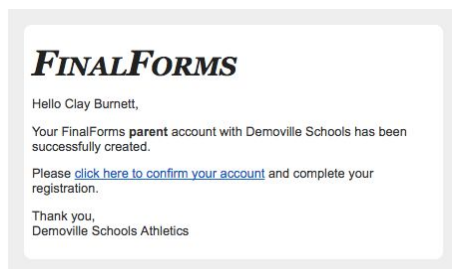 FINALFORMS
Hello Clay Burnett,
Your FinalForms parent account with Demoville Schools has been
successfully created.
Please click here to confirm your account and complete your
registration.
Thank you,
Demoville Schools Athletics